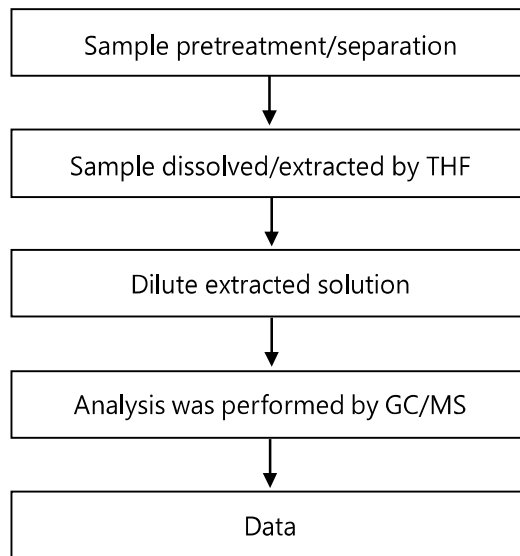 Sample pretreatment/separation
Sample dissolved/extracted by THF
Dilute extracted solution
Analysis was performed by GC/MS
Data